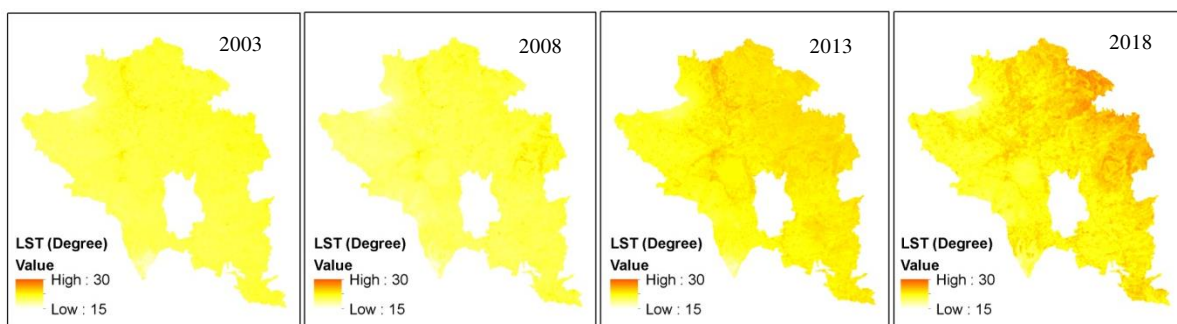 2003
LST (Degree)
Value
High : 30
Low : 15
2008
LST (Degree)
Value
High : 30
Low : 15
2013
LST (Degree)
Value
High : 30
Low : 15
2018
LST (Degree)
Value
High : 30
Low : 15